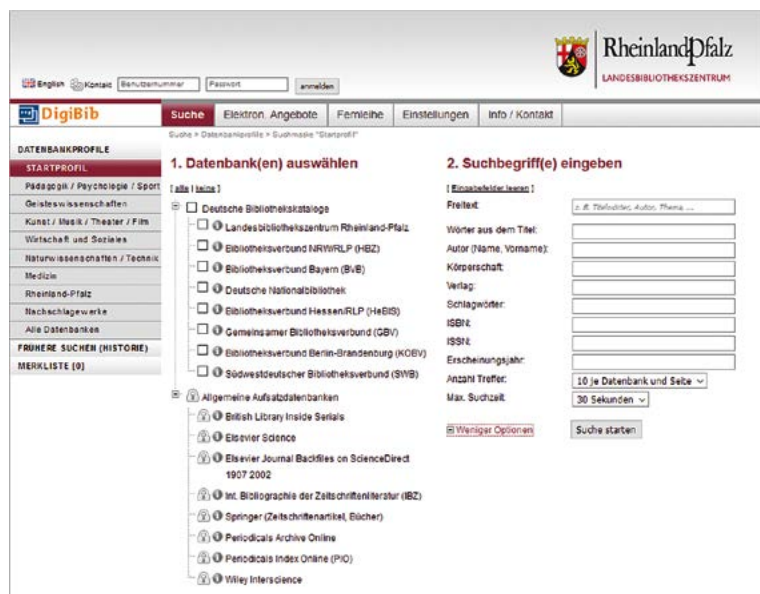 RheinlandPfalz
LANDESBIBLIOTHEKSZENTRUM
English Kontakt Benutzernummer Passwort anmelden
DigiBib
Suche Elektron. Angebote Fernleihe Einstellungen Info / Kontakt
Suche > Datenbankprofile > Suchmaske "Startprofil"
DATENBANKPROFILE
STARTPROFIL
Pädagogik / Psychologie / Sport
Geisteswissenschaften
Kunst / Musik / Theater / Film
Wirtschaft und Soziales
Naturwissenschaften / Technik
Medizin
Rheinland-Pfalz
Nachschlagewerke
Alle Datenbanken
FRÜHERE SUCHEN (HISTORIE)
MERKLISTE [0]
1. Datenbank(en) auswählen
[ alle | keine ]
Deutsche Bibliothekskataloge
Landesbibliothekszentrum Rheinland-Pfalz
Bibliotheksverbund NRW/RLP (HBZ)
Bibliotheksverbund Bayern (BVB)
Deutsche Nationalbibliothek
Bibliotheksverbund Hessen/RLP (HeBIS)
Gemeinsamer Bibliotheksverbund (GBV)
Bibliotheksverbund Berlin-Brandenburg (KOBV)
Südwestdeutscher Bibliotheksverbund (SWB)
Allgemeine Aufsatzdatenbanken
British Library Inside Serials
Elsevier Science
Elsevier Journal Backfiles on ScienceDirect
1907 2002
Int. Bibliographie der Zeitschriftenliteratur (IBZ)
Springer (Zeitschriftenartikel, Bücher)
Periodicals Archive Online
Periodicals Index Online (PIO)
Wiley Interscience
2. Suchbegriff(e) eingeben
[ Eingabefelder leeren ]
Freitext: z. B. Titelwörter, Autor, Thema, ...
Wörter aus dem Titel:
Autor (Name, Vorname):
Körperschaft:
Verlag:
Schlagwörter:
ISBN:
ISSN:
Erscheinungsjahr:
Anzahl Treffer: 10 je Datenbank und Seite
Max. Suchzeit: 30 Sekunden
Weniger Optionen Suche starten